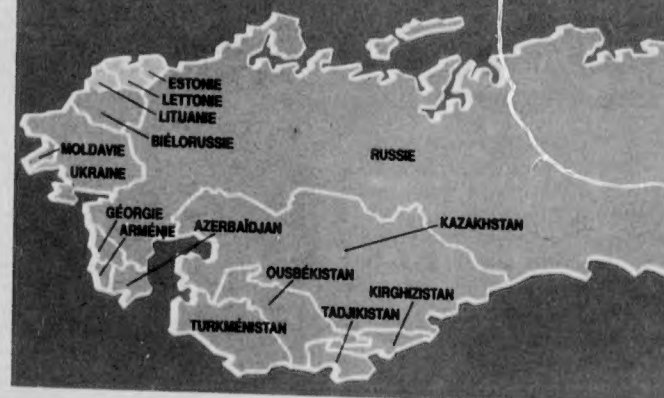 ESTONIE
LETTONIE
LITUANIE
BIÉLORUSSIE
MOLDAVIE
RUSSIE
UKRAINE
GÉORGIE
ARMÉNIE
AZERBAÏDJAN
KAZAKHSTAN
OUSBÉKISTAN
KIRGHIZISTAN
TADJIKISTAN
TURKMÉNISTAN